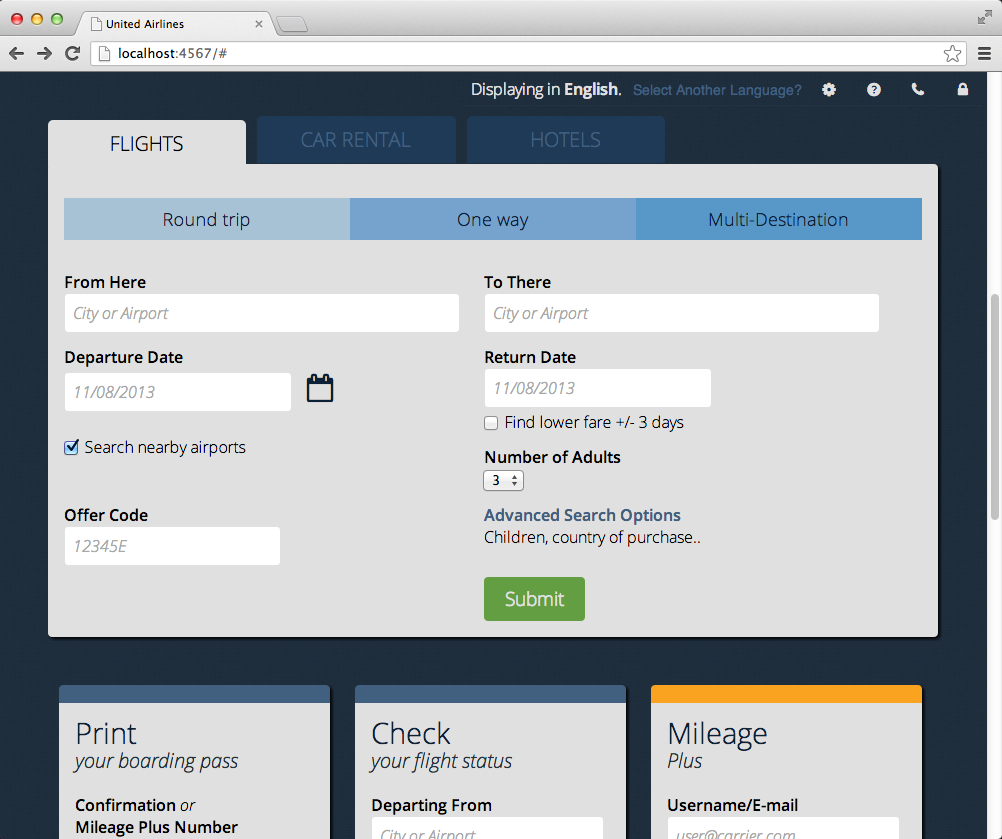 United Airlines
localhost:4567/#
Displaying in English. Select Another Language?
FLIGHTS
CAR RENTAL
HOTELS
Round trip
One way
Multi-Destination
From Here
City or Airport
To There
City or Airport
Departure Date
11/08/2013
Return Date
11/08/2013
Find lower fare +/- 3 days
Search nearby airports
Number of Adults
3
Offer Code
12345E
Advanced Search Options
Children, country of purchase..
Submit
Print
your boarding pass
Confirmation or
Mileage Plus Number
Check
your flight status
Departing From
City or Airport
Mileage
Plus
Username/E-mail
user@carrier.com